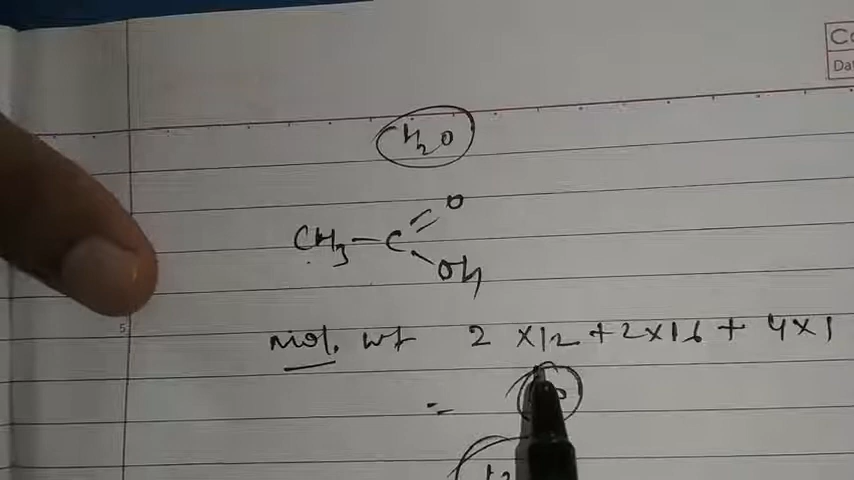 H₂O
CH₃–C
O
OH
mol. wt 2 ×12 + 2×16 + 4×1
=